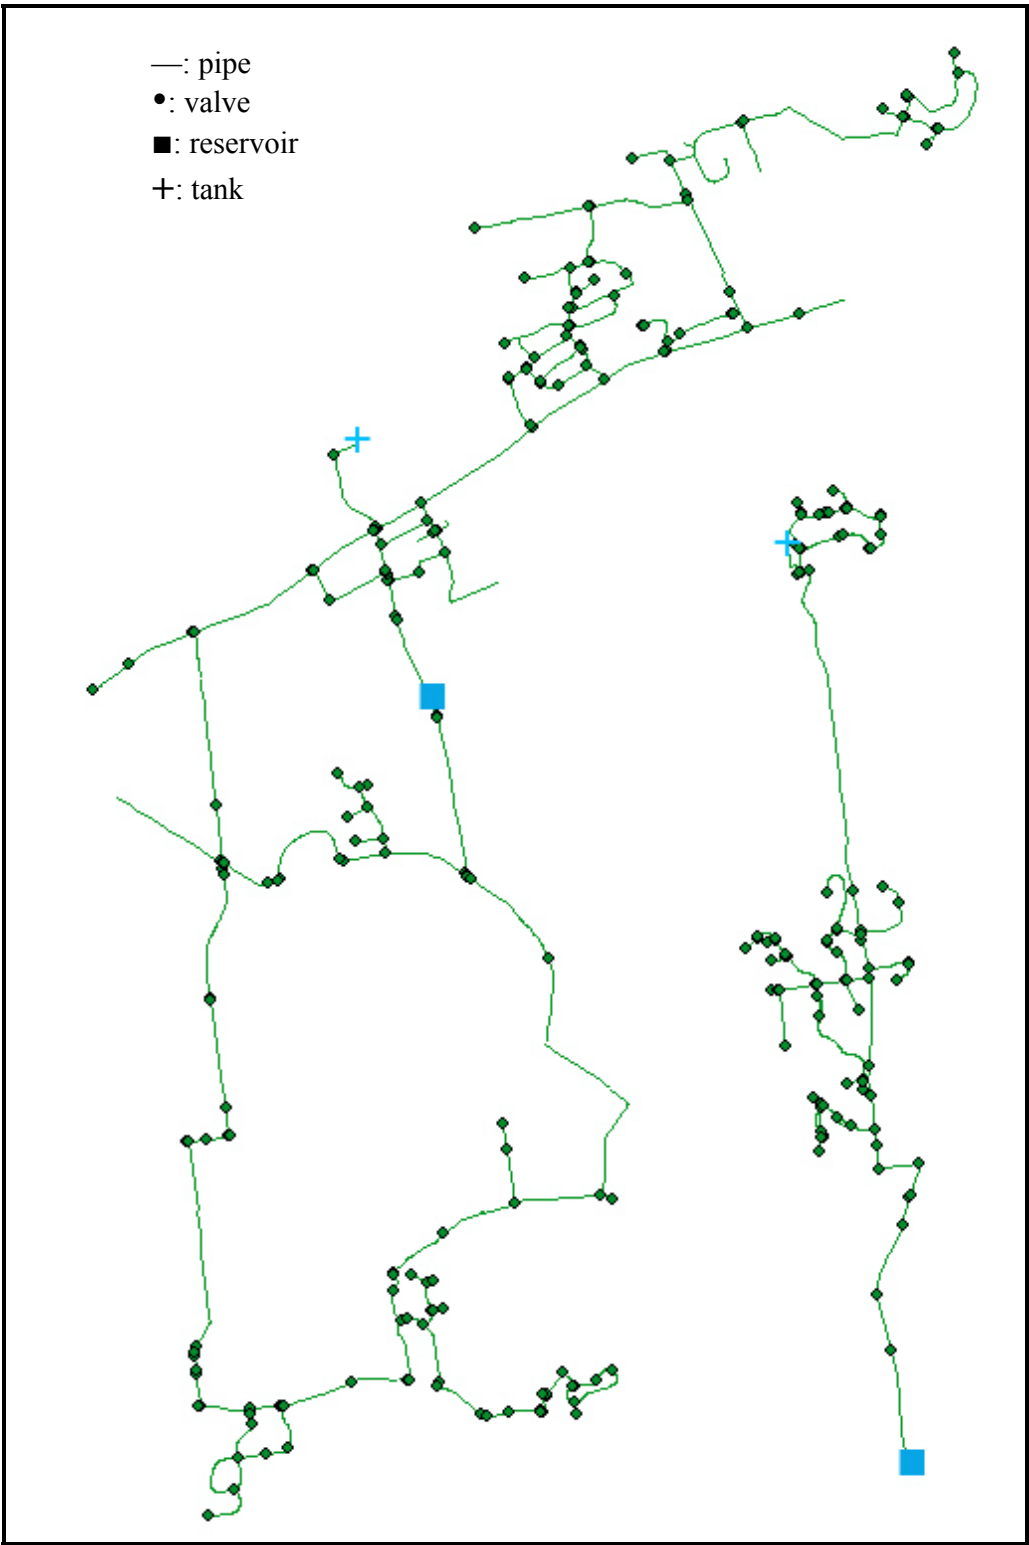 —: pipe
•: valve
■: reservoir
+: tank